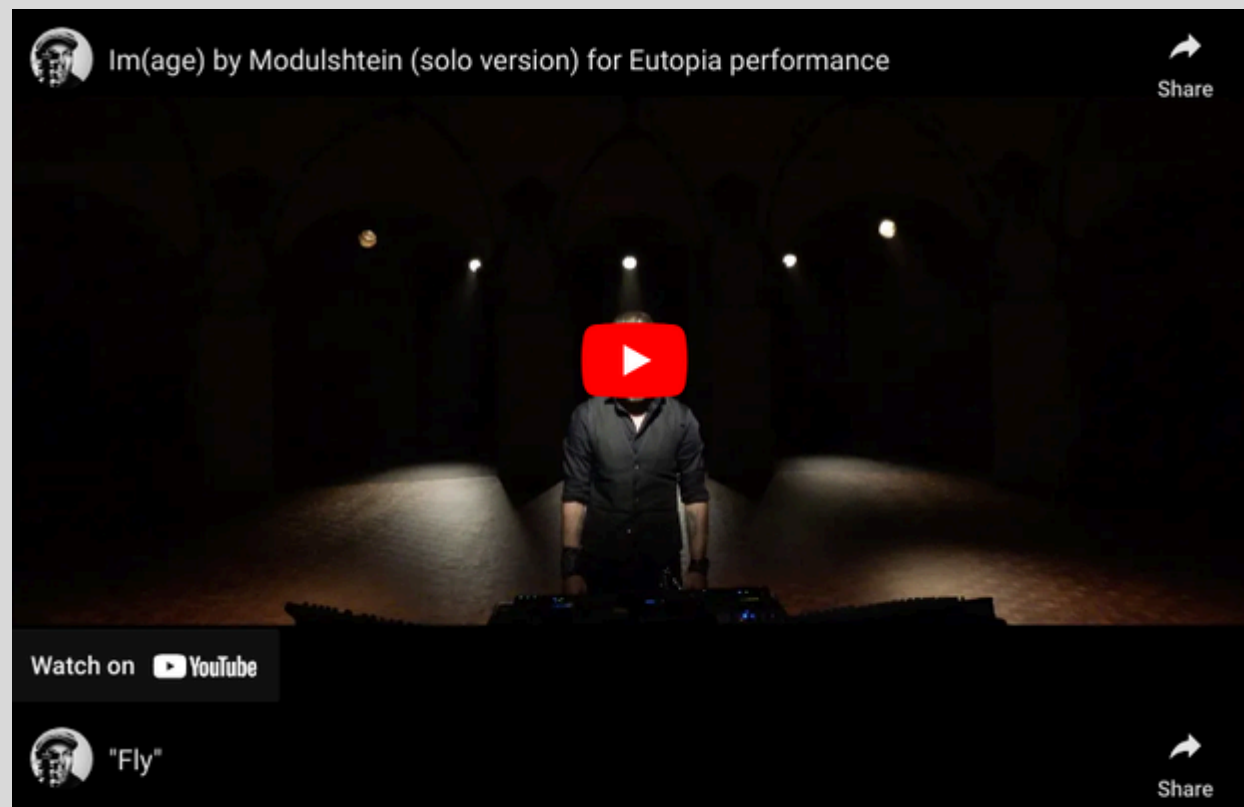 Im(age) by Modulshtein (solo version) for Eutopia performance
Share
Watch on YouTube
"Fly"
Share